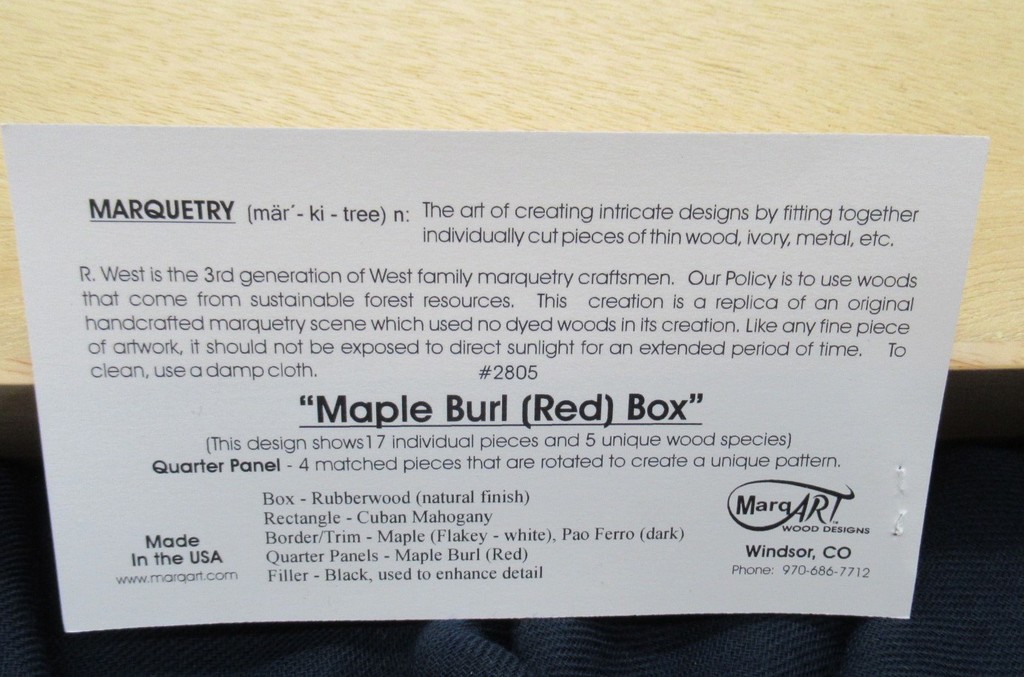 MARQUETRY (mär´- ki - tree) n: The art of creating intricate designs by fitting together
individually cut pieces of thin wood, ivory, metal, etc.
R. West is the 3rd generation of West family marquetry craftsmen. Our Policy is to use woods
that come from sustainable forest resources. This creation is a replica of an original
handcrafted marquetry scene which used no dyed woods in its creation. Like any fine piece
of artwork, it should not be exposed to direct sunlight for an extended period of time. To
clean, use a damp cloth. #2805
“Maple Burl (Red) Box”
(This design shows17 individual pieces and 5 unique wood species)
Quarter Panel - 4 matched pieces that are rotated to create a unique pattern.
Box - Rubberwood (natural finish)
Rectangle - Cuban Mahogany
Border/Trim - Maple (Flakey - white), Pao Ferro (dark)
Quarter Panels - Maple Burl (Red)
Filler - Black, used to enhance detail
Made
In the USA
www.marqart.com
MarqART™
WOOD DESIGNS
Windsor, CO
Phone: 970-686-7712